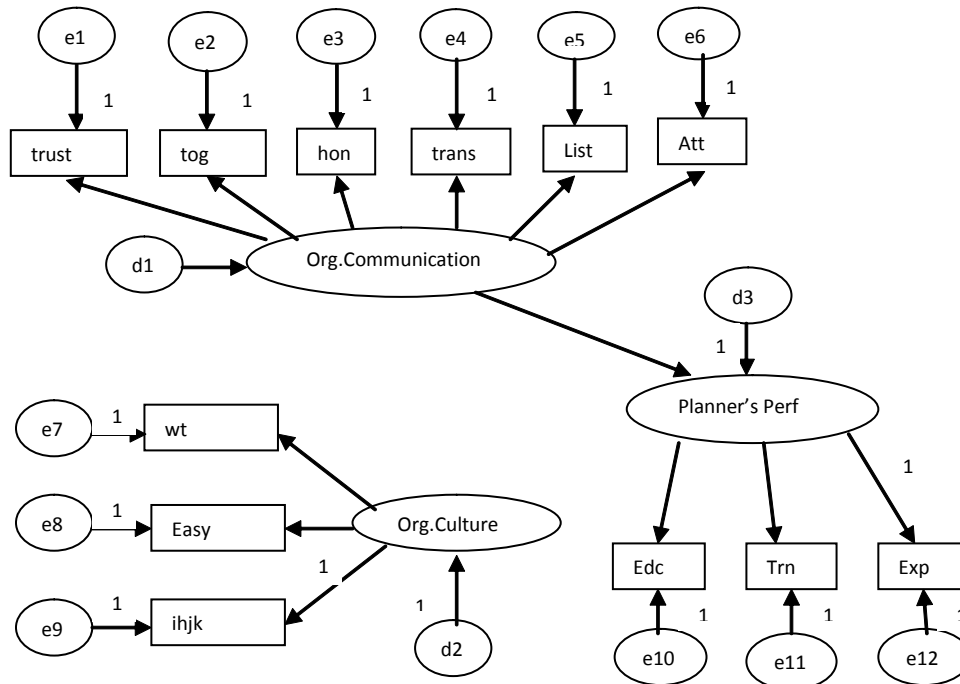 e1
e2
e3
e4
e5
e6
1
1
1
1
1
1
trust
tog
hon
trans
List
Att
Org.Communication
d1
d3
1
Planner's Perf
e7
1
wt
1
e8
1
Easy
Org.Culture
1
e9
1
ihjk
1
d2
Edc
Trn
Exp
1
1
1
e10
e11
e12